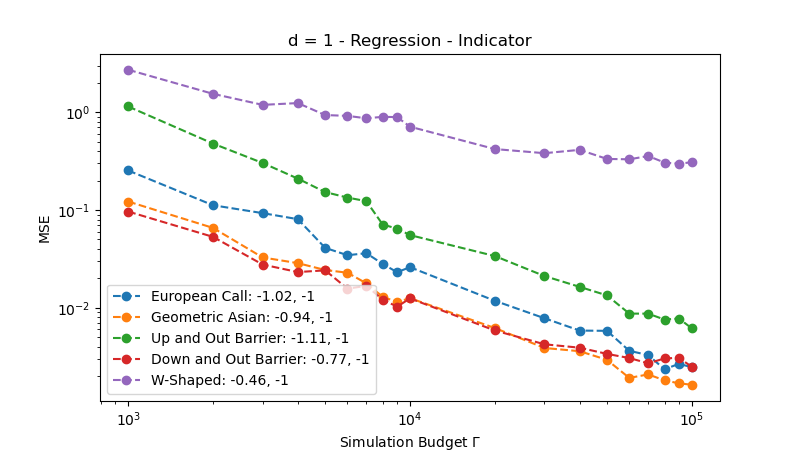 d = 1 - Regression - Indicator
MSE
10⁰
10⁻¹
10⁻²
European Call: -1.02, -1
Geometric Asian: -0.94, -1
Up and Out Barrier: -1.11, -1
Down and Out Barrier: -0.77, -1
W-Shaped: -0.46, -1
10³ 10⁴ 10⁵
Simulation Budget Γ